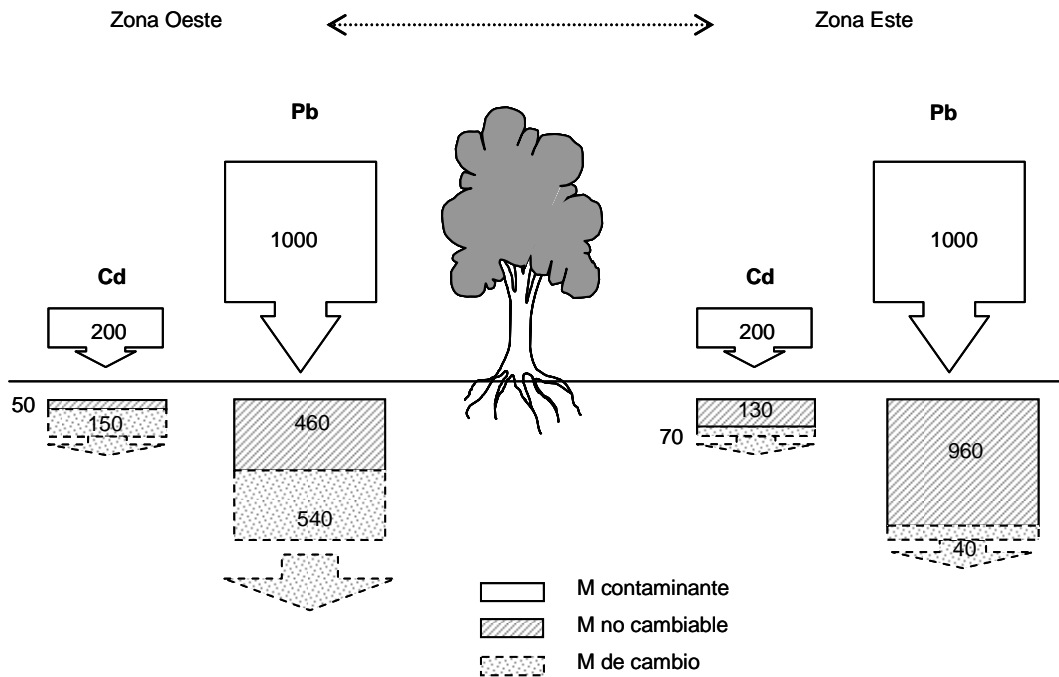 Zona Oeste
Zona Este
Pb
Pb
1000
1000
Cd
Cd
200
200
50
150
460
540
130
70
960
40
M contaminante
M no cambiable
M de cambio